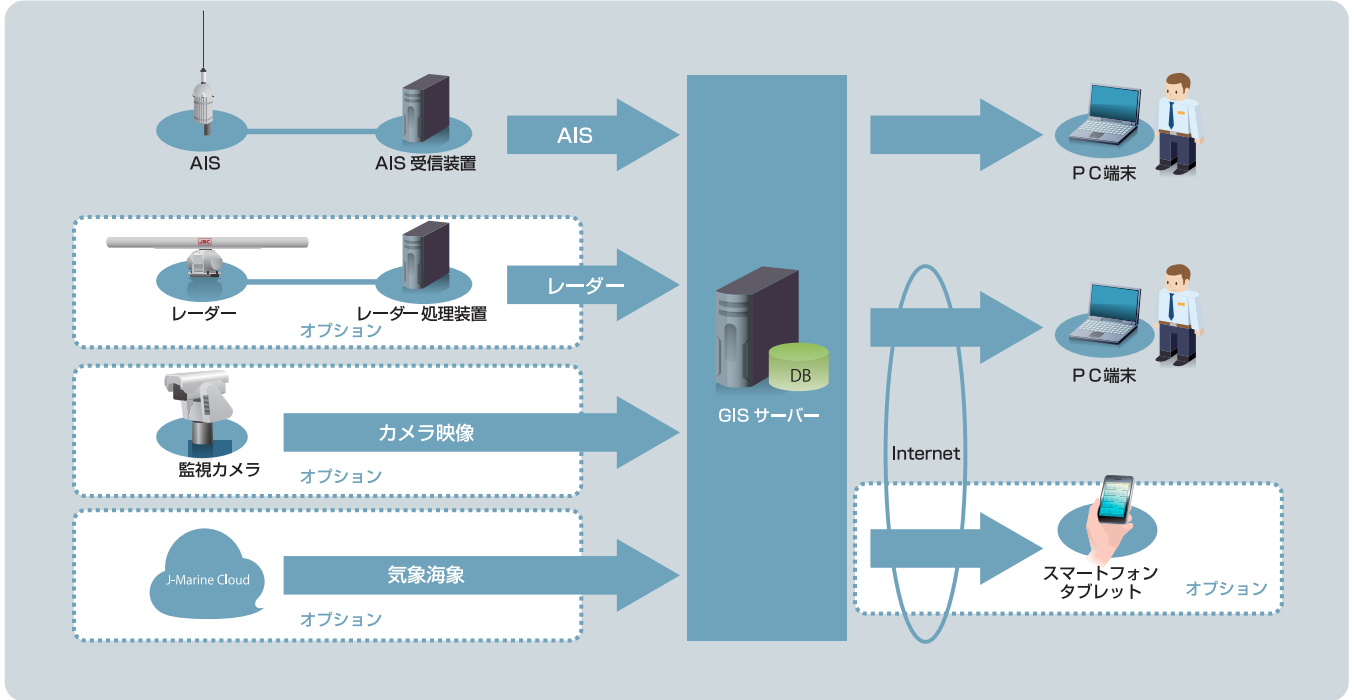 AIS
AIS 受信装置
AIS
PC端末
JRC
レーダー
レーダー処理装置
オプション
レーダー
監視カメラ
カメラ映像
オプション
J-Marine Cloud
気象海象
オプション
DB
GIS サーバー
Internet
PC端末
スマートフォン
タブレット
オプション